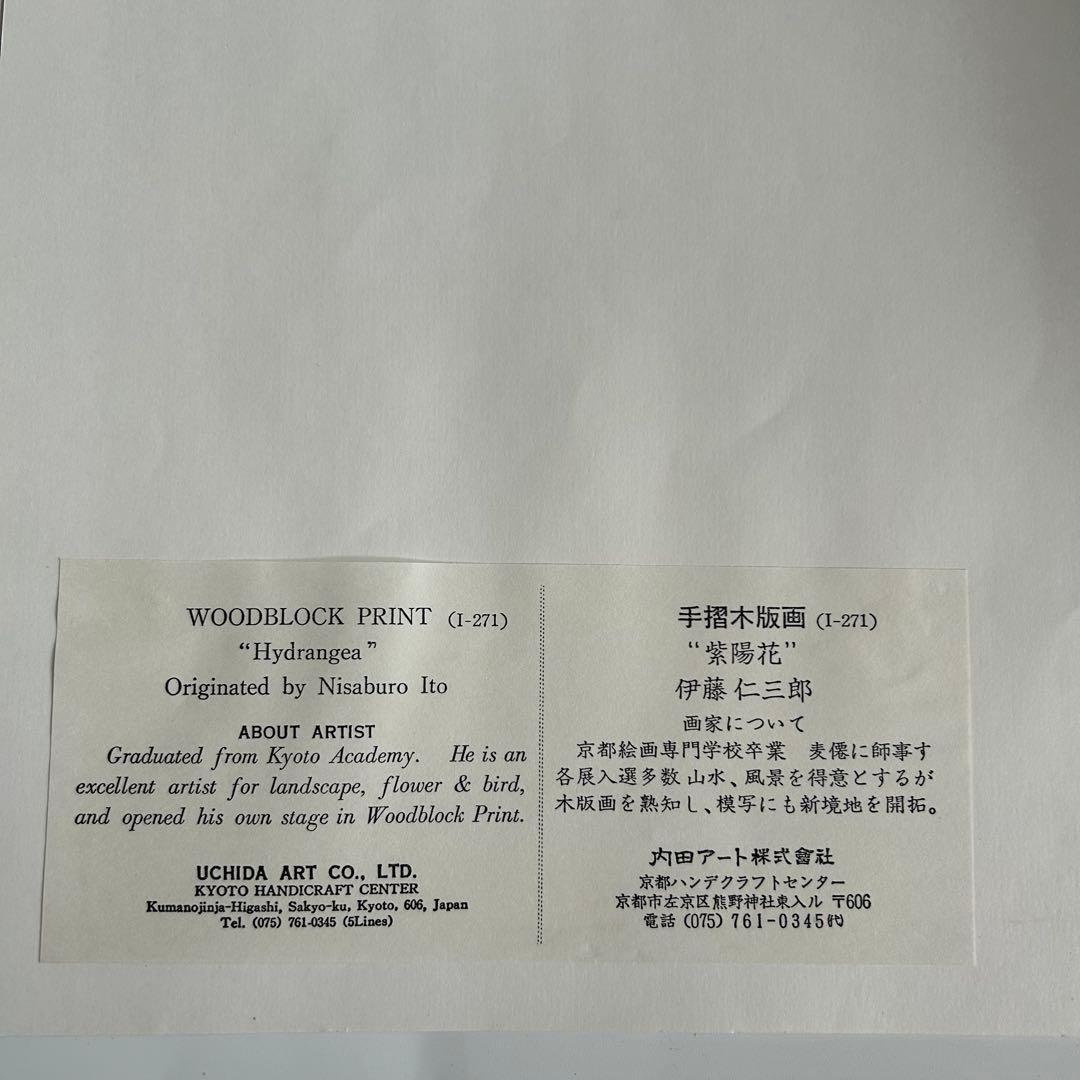 WOODBLOCK PRINT (I-271)
"Hydrangea"
Originated by Nisaburo Ito
ABOUT ARTIST
Graduated from Kyoto Academy. He is an
excellent artist for landscape, flower & bird,
and opened his own stage in Woodblock Print.
UCHIDA ART CO., LTD.
KYOTO HANDICRAFT CENTER
Kumanojinja-Higashi, Sakyo-ku, Kyoto, 606, Japan
Tel. (075) 761-0345 (5Lines)
手摺木版画 (I-271)
"紫陽花"
伊藤 仁三郎
画家について
京都絵画専門学校卒業 麦僊に師事す
各展入選多数 山水、風景を得意とするが
木版画を熟知し、模写にも新境地を開拓。
内田アート株式會社
京都ハンデクラフトセンター
京都市左京区熊野神社東入ル 〒606
電話 (075) 761-0345㈹